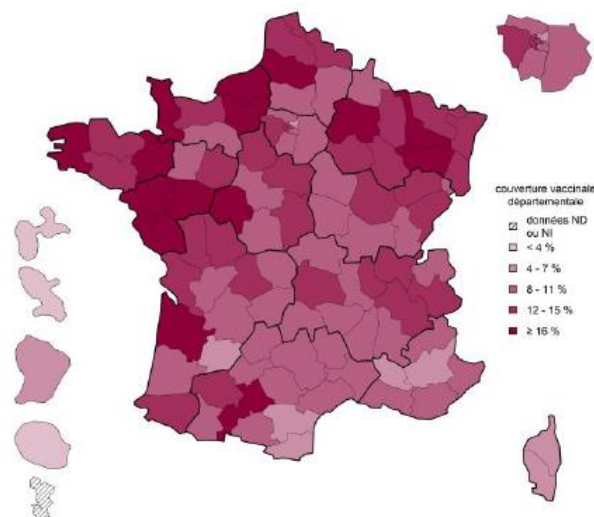 couverture vaccinale
départementale
données ND
ou NI
< 4 %
4 - 7 %
8 - 11 %
12 - 15 %
≥ 16 %